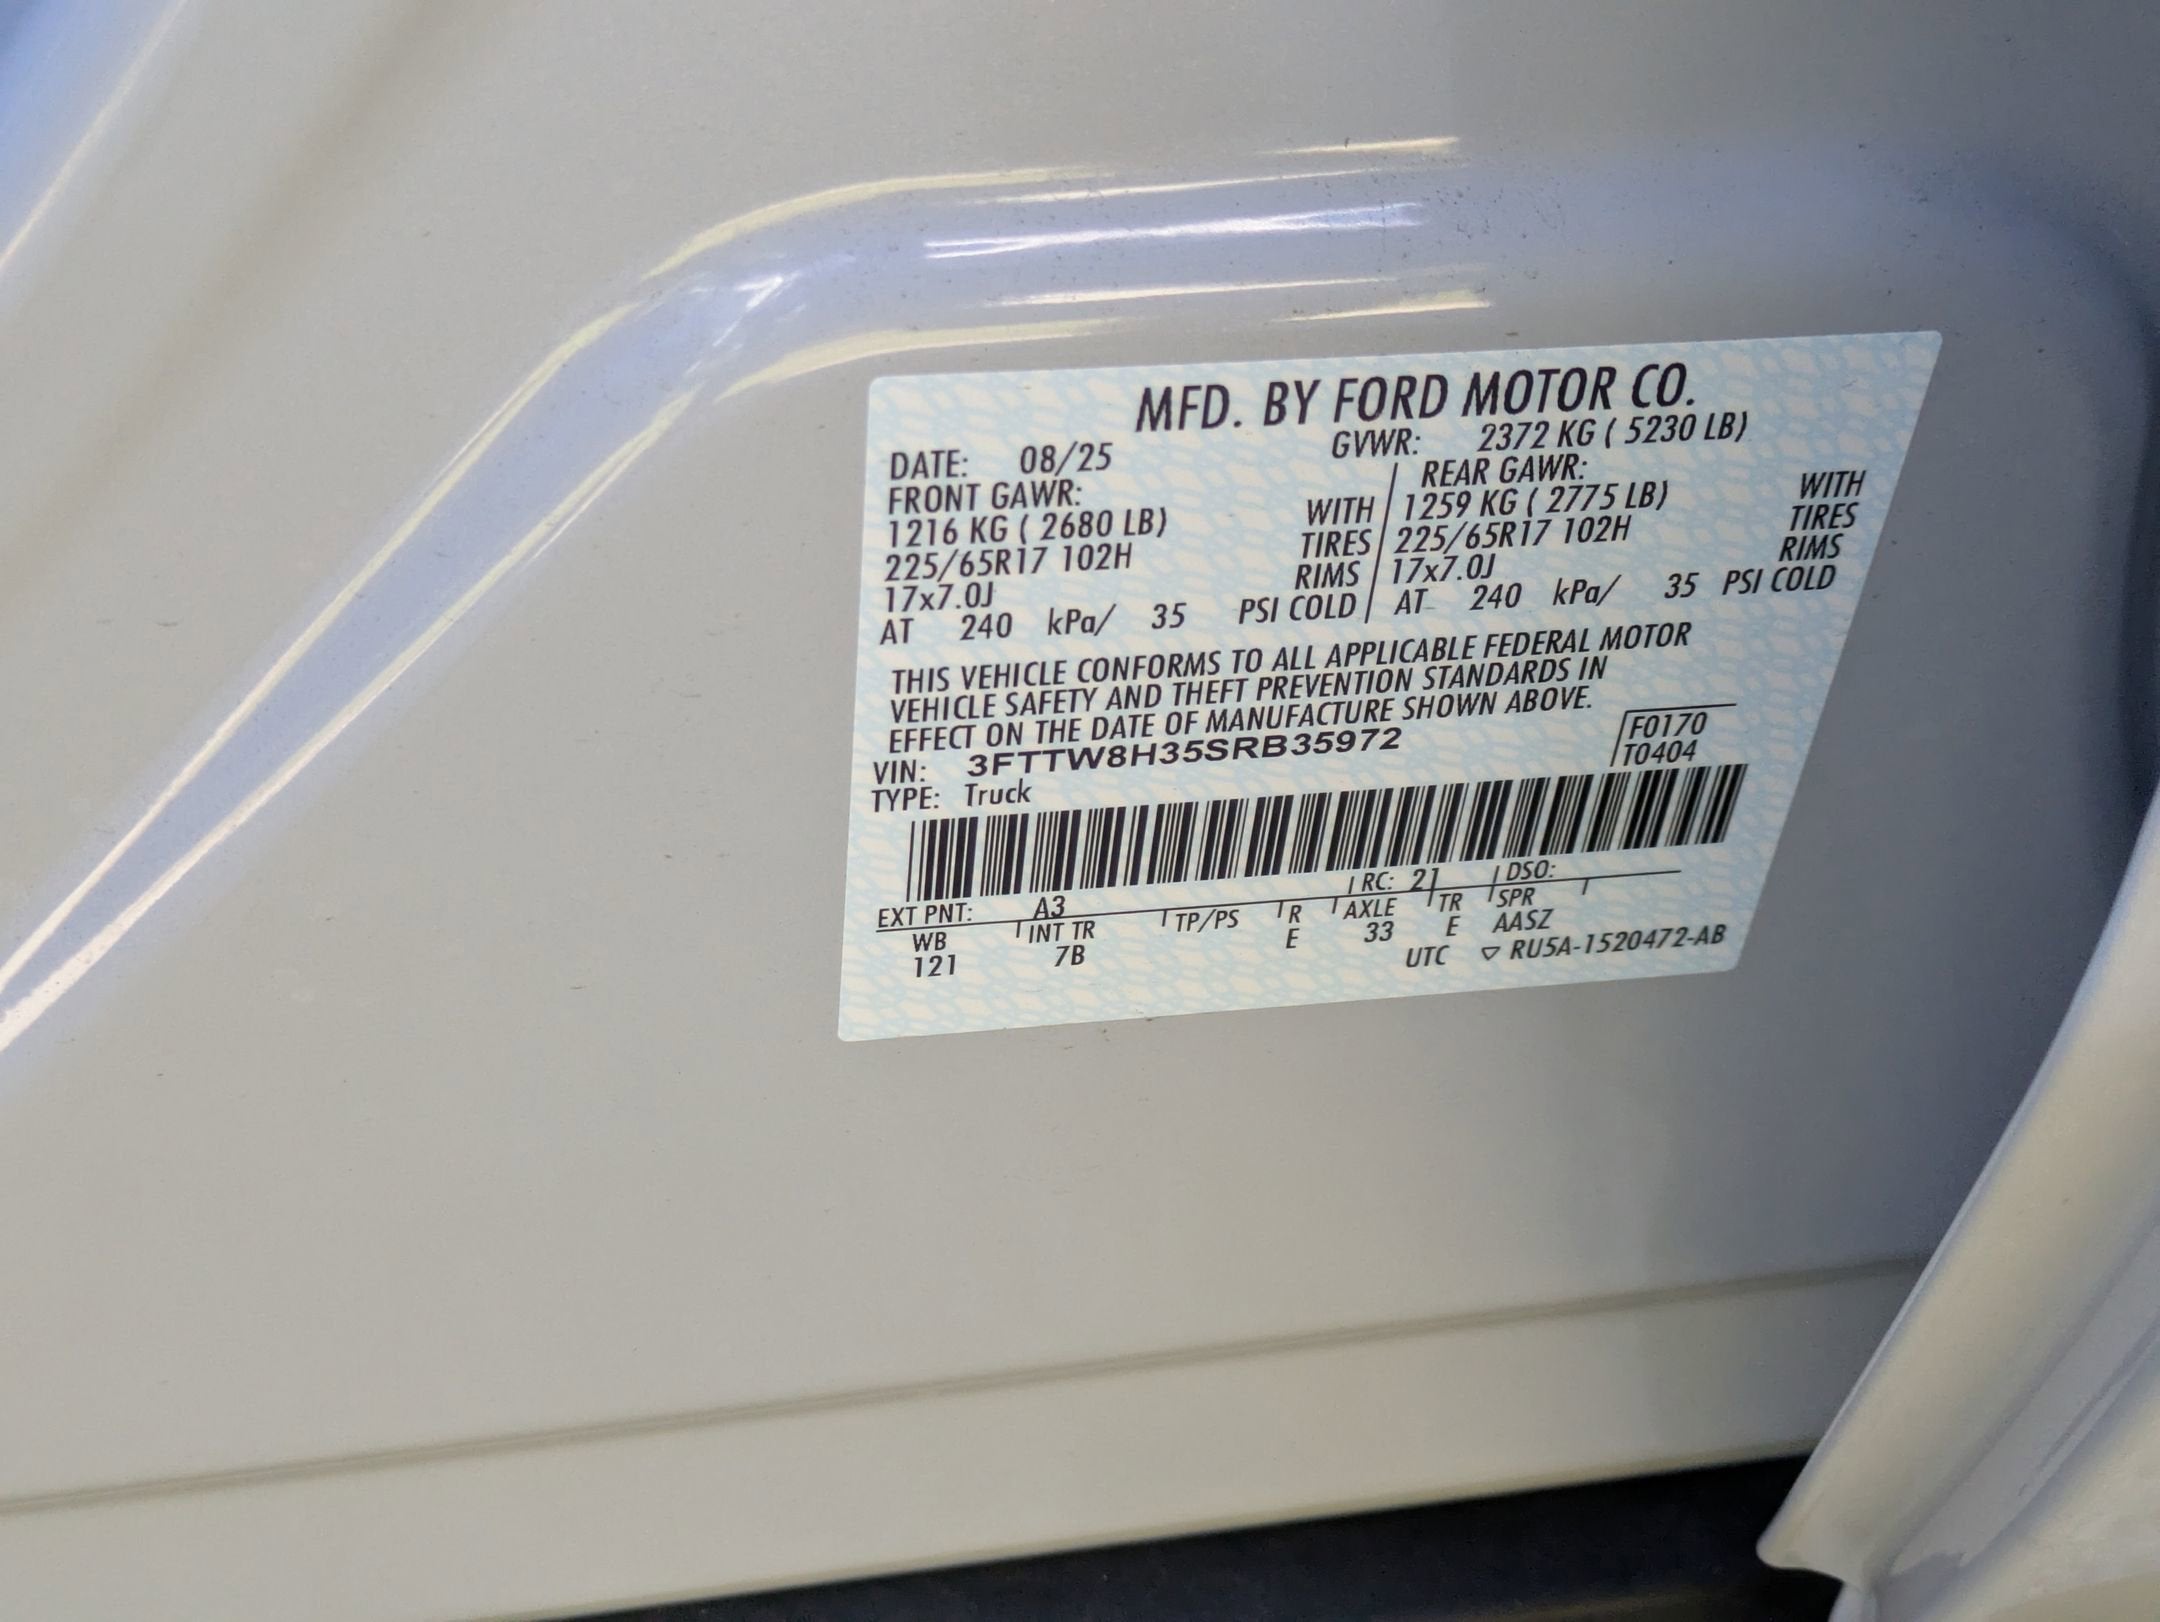 MFD. BY FORD MOTOR CO.
DATE: 08/25 GVWR: 2372 KG ( 5230 LB)
FRONT GAWR: REAR GAWR:
1216 KG ( 2680 LB) WITH 1259 KG ( 2775 LB) WITH
225/65R17 102H TIRES 225/65R17 102H TIRES
17x7.0J RIMS 17x7.0J RIMS
AT 240 kPa/ 35 PSI COLD AT 240 kPa/ 35 PSI COLD
THIS VEHICLE CONFORMS TO ALL APPLICABLE FEDERAL MOTOR
VEHICLE SAFETY AND THEFT PREVENTION STANDARDS IN
EFFECT ON THE DATE OF MANUFACTURE SHOWN ABOVE.
VIN: 3FTTW8H35SRB35972 F0170
TYPE: Truck T0404
EXT PNT: A3 RC: 21 DSO:
WB INT TR TP/PS R AXLE TR SPR
121 7B E 33 E AASZ
UTC ▽ RU5A-1520472-AB